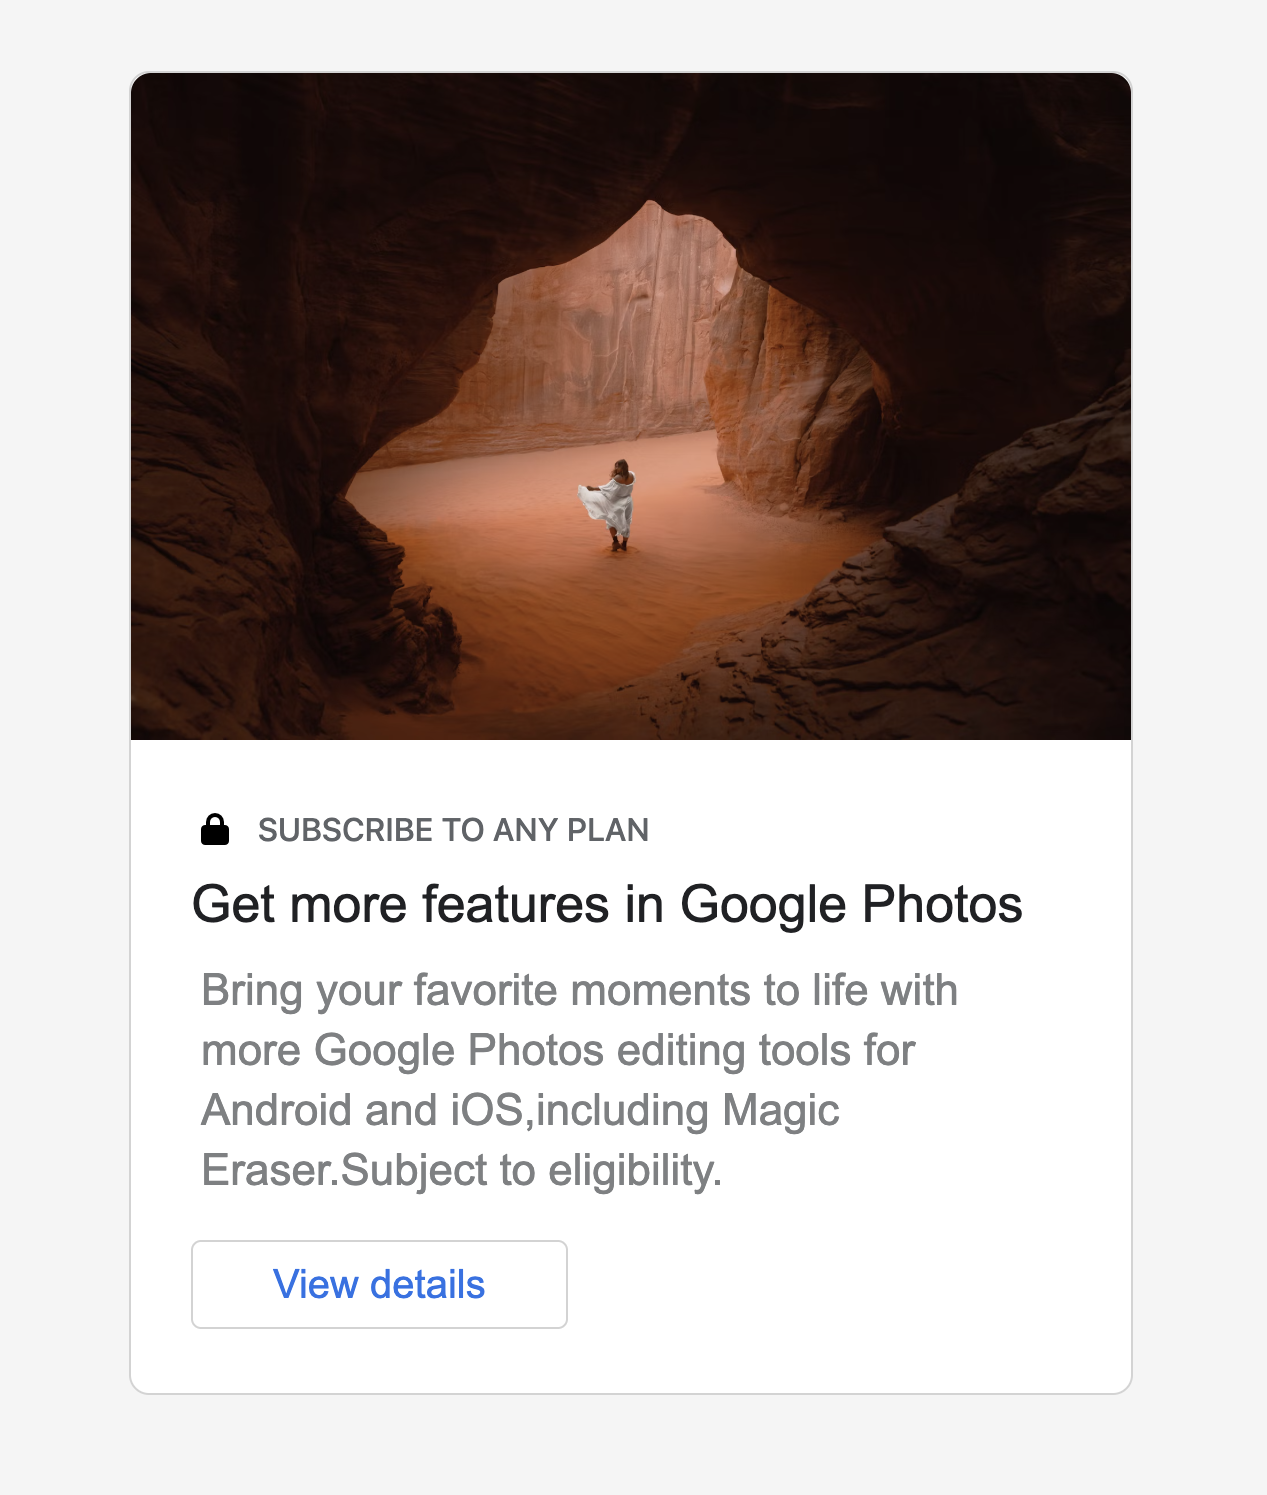 SUBSCRIBE TO ANY PLAN
Get more features in Google Photos
Bring your favorite moments to life with
more Google Photos editing tools for
Android and iOS,including Magic
Eraser.Subject to eligibility.
View details